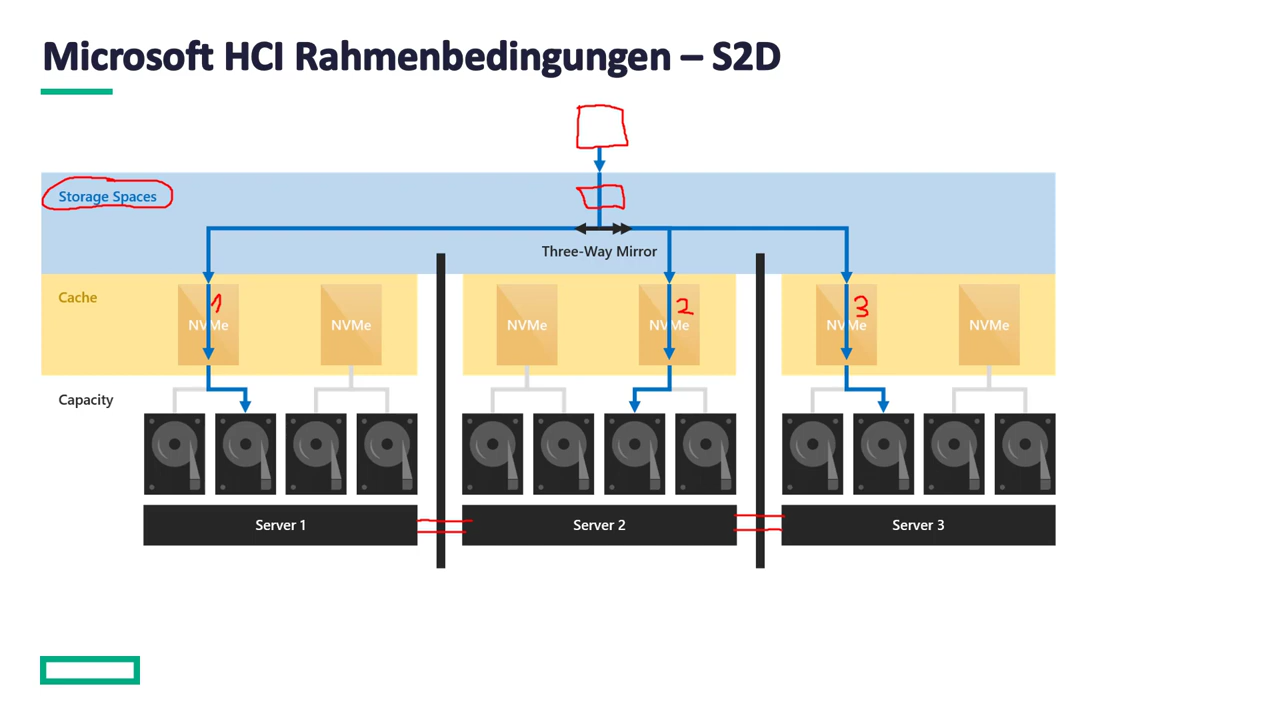 Microsoft HCI Rahmenbedingungen – S2D
Storage Spaces
Three-Way Mirror
Cache
1
NVMe
NVMe
NVMe
2
NVMe
3
NVMe
NVMe
Capacity
Server 1
Server 2
Server 3